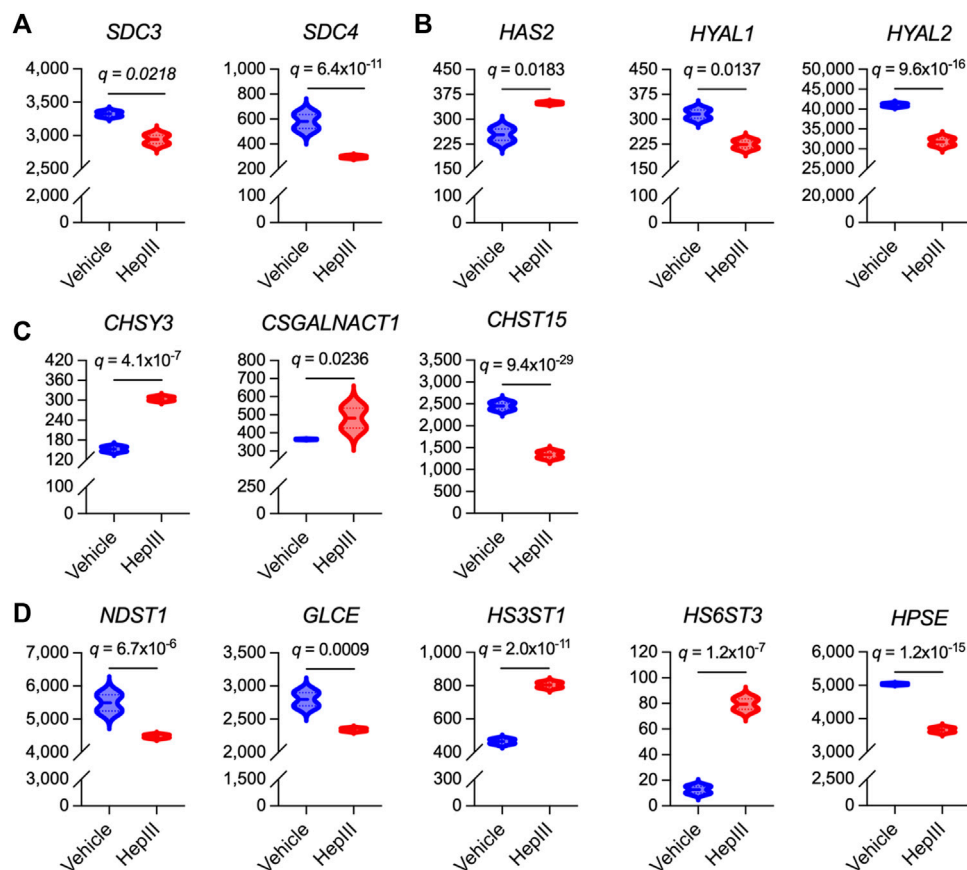 A
SDC3
SDC4
B
HAS2
HYAL1
HYAL2
q = 0.0218
q = 6.4x10-11
q = 0.0183
q = 0.0137
q = 9.6x10-16
4,000
3,500
3,000
2,500
2,000
0
1,000
800
600
400
200
100
0
450
375
300
225
150
100
0
450
375
300
225
150
100
0
50,000
45,000
41,000
35,000
30,000
20,000
0
Vehicle
HepIII
Vehicle
HepIII
Vehicle
HepIII
Vehicle
HepIII
Vehicle
HepIII
C
CHSY3
CSGALNACT1
CHST15
q = 4.1x10-7
q = 0.0236
q = 9.4x10-29
420
360
300
180
120
100
0
800
700
600
500
400
300
250
0
3,500
3,000
2,500
2,000
1,500
1,000
500
0
Vehicle
HepIII
Vehicle
HepIII
Vehicle
HepIII
D
NDST1
GLCE
HS3ST1
HS6ST3
HPSE
q = 6.7x10-6
q = 0.0009
q = 2.0x10-11
q = 1.2x10-7
q = 1.2x10-15
7,000
6,000
5,000
4,000
3,000
0
3,500
3,000
2,500
2,000
1,500
0
1,000
800
600
400
300
0
120
100
80
60
40
20
0
6,000
5,000
4,000
3,000
2,500
0
Vehicle
HepIII
Vehicle
HepIII
Vehicle
HepIII
Vehicle
HepIII
Vehicle
HepIII